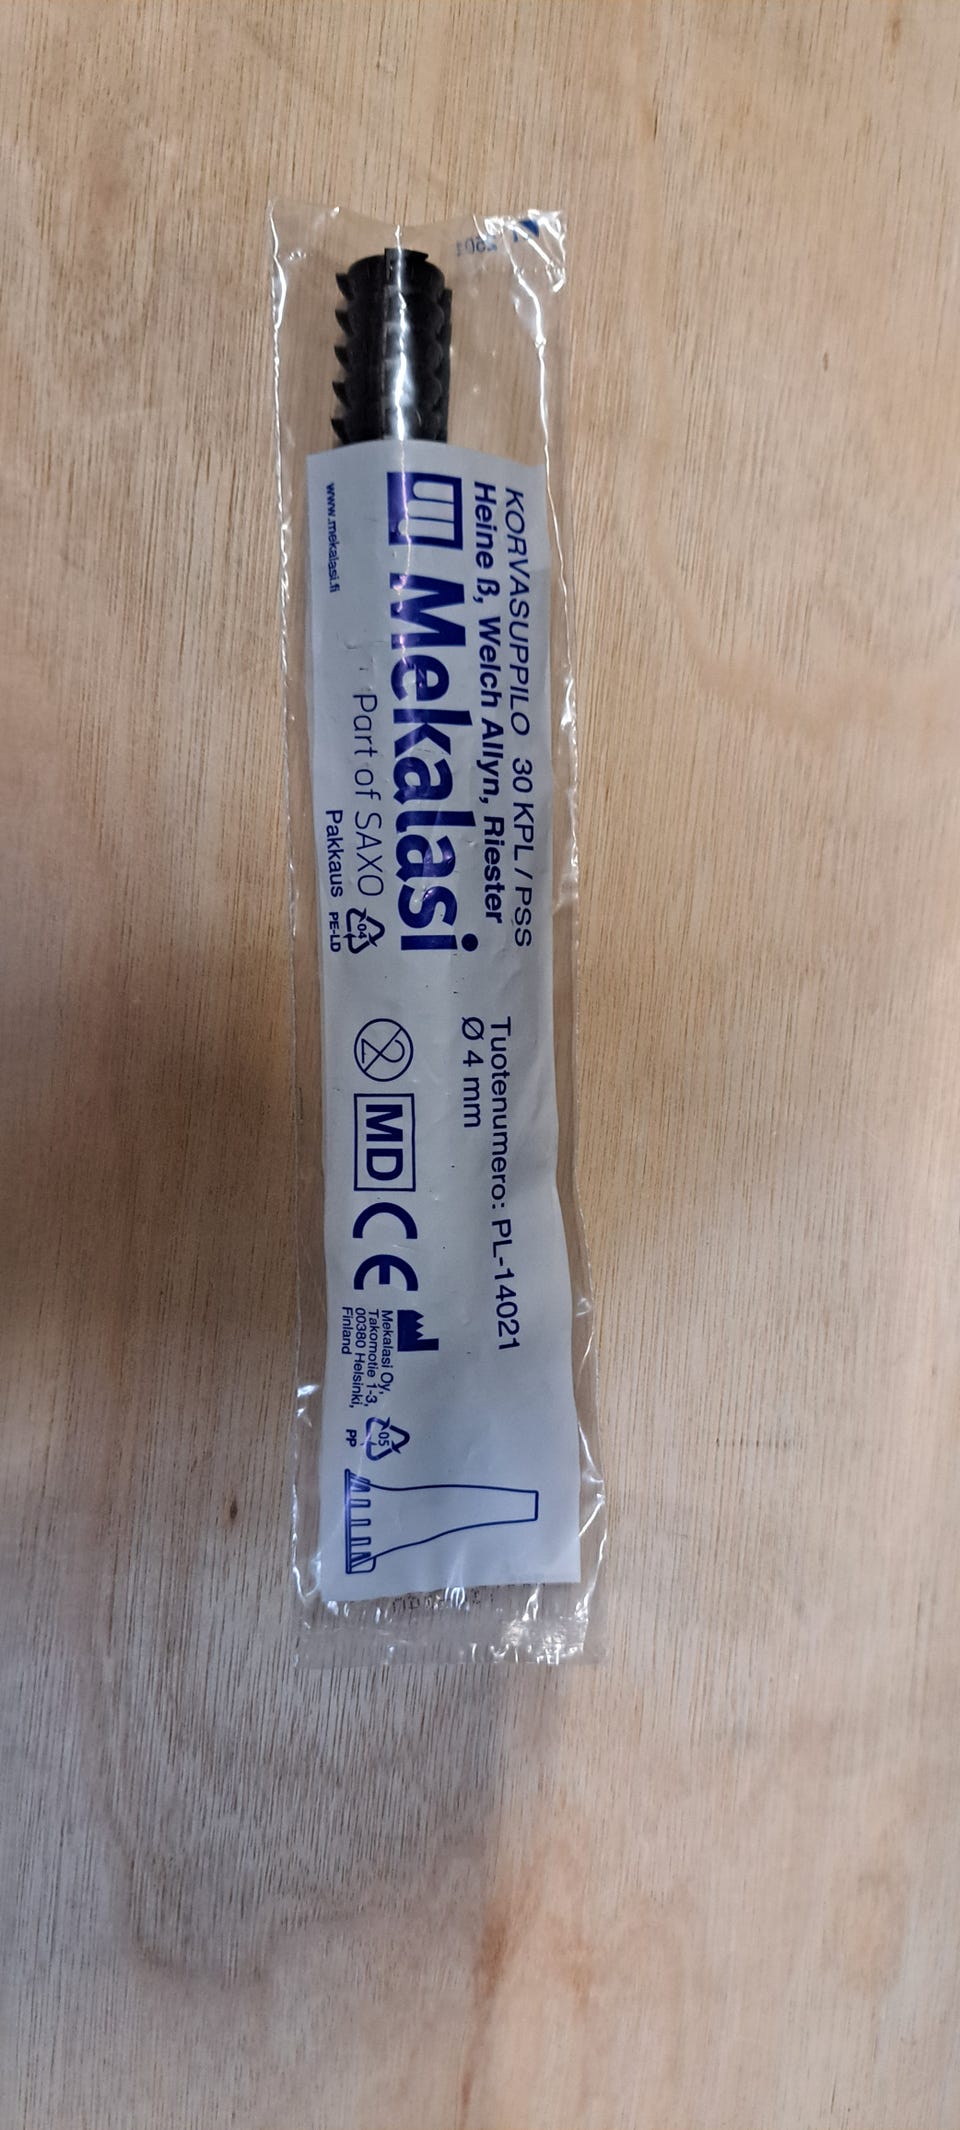 KORVASUPPILO 30 KPL / PSS
Heine ß, Welch Allyn, Riester
Mekalasi
Part of SAXO
www.mekalasi.fi
Pakkaus
04
PE-LD
Tuotenumero: PL-14021
Ø 4 mm
2
MD
CE
Mekalasi Oy,
Takomotie 1-3,
00380 Helsinki,
Finland
05
PP